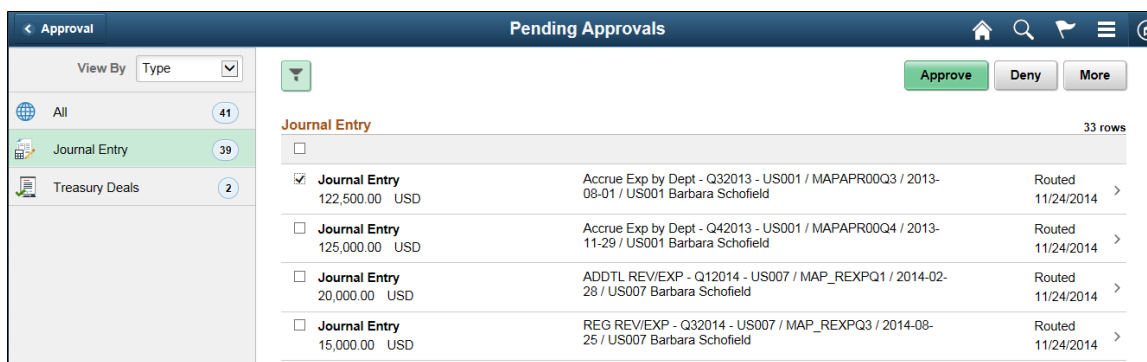 Approval
Pending Approvals
View By Type
Approve Deny More
All 41
Journal Entry 39
Treasury Deals 2
Journal Entry 33 rows
Journal Entry
122,500.00 USD
Accrue Exp by Dept - Q32013 - US001 / MAPAPR00Q3 / 2013-
08-01 / US001 Barbara Schofield
Routed
11/24/2014
Journal Entry
125,000.00 USD
Accrue Exp by Dept - Q42013 - US001 / MAPAPR00Q4 / 2013-
11-29 / US001 Barbara Schofield
Routed
11/24/2014
Journal Entry
20,000.00 USD
ADDTL REV/EXP - Q12014 - US007 / MAP_REXPQ1 / 2014-02-
28 / US007 Barbara Schofield
Routed
11/24/2014
Journal Entry
15,000.00 USD
REG REV/EXP - Q32014 - US007 / MAP_REXPQ3 / 2014-08-
25 / US007 Barbara Schofield
Routed
11/24/2014